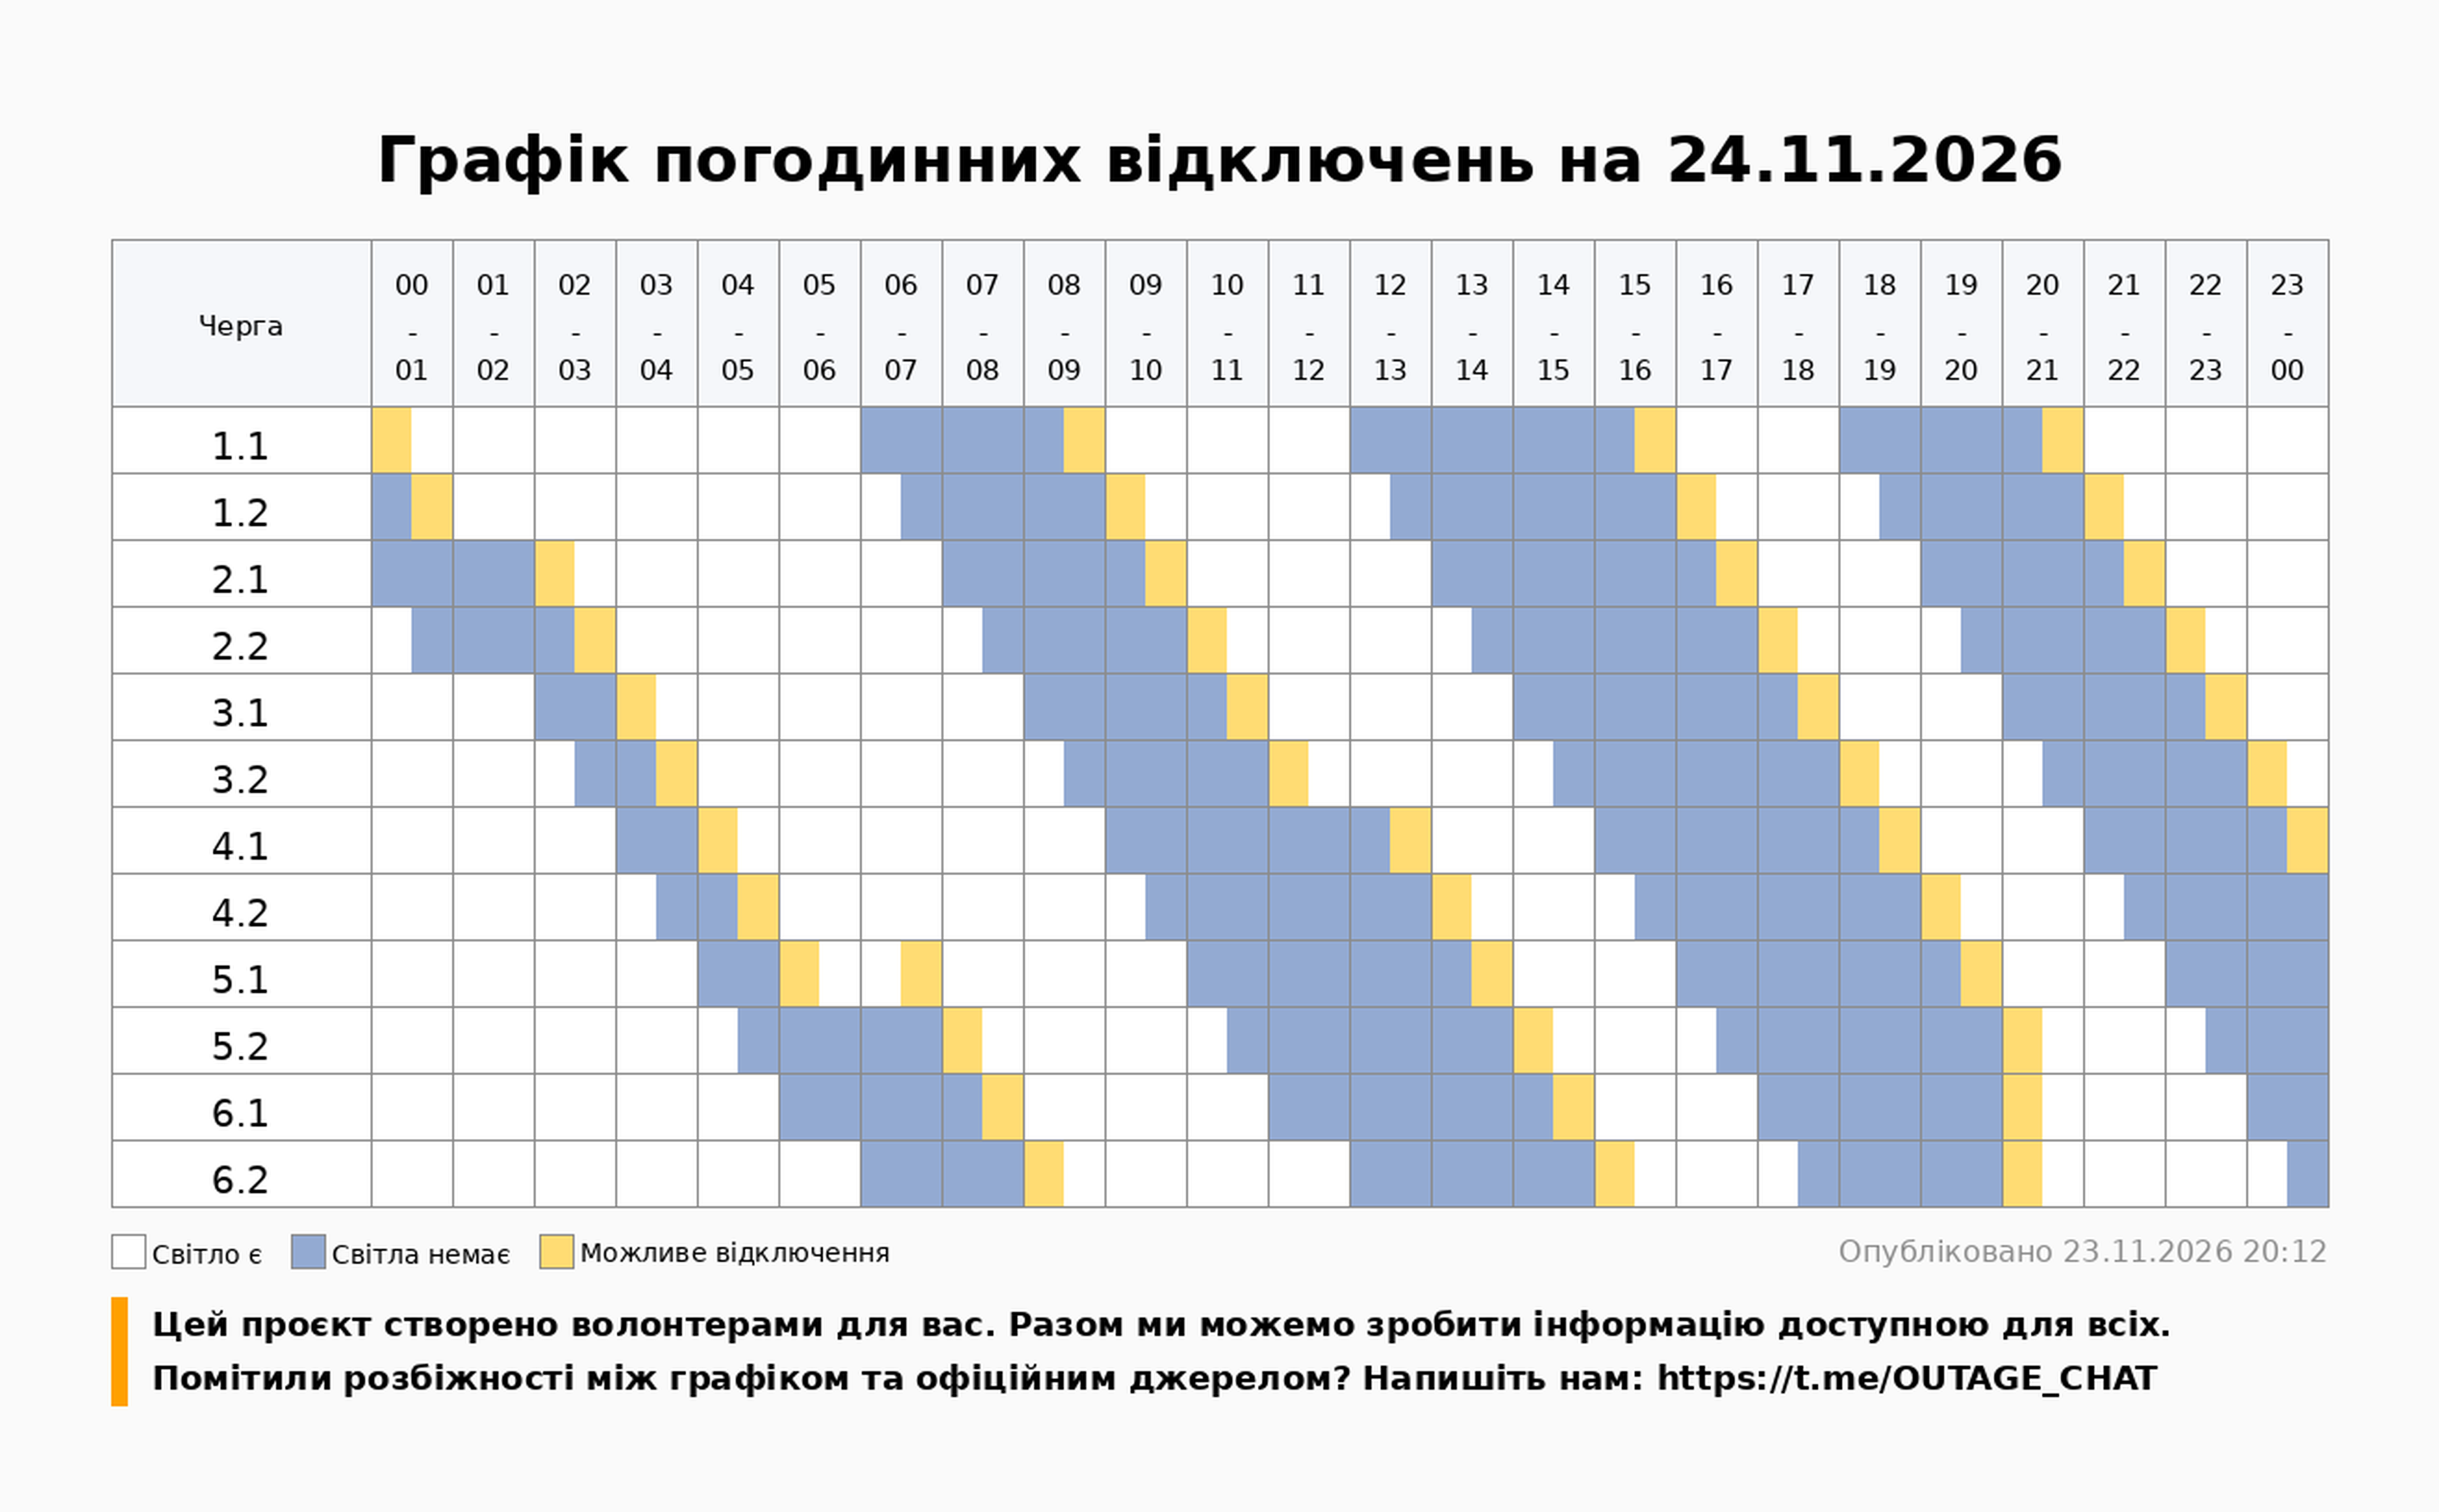 Графік погодинних відключень на 24.11.2026
Черга 00 - 01 01 - 02 02 - 03 03 - 04 04 - 05 05 - 06 06 - 07 07 - 08 08 - 09 09 - 10 10 - 11 11 - 12 12 - 13 13 - 14 14 - 15 15 - 16 16 - 17 17 - 18 18 - 19 19 - 20 20 - 21 21 - 22 22 - 23 23 - 00
1.1
1.2
2.1
2.2
3.1
3.2
4.1
4.2
5.1
5.2
6.1
6.2
Світло є Світла немає Можливе відключення Опубліковано 23.11.2026 20:12
Цей проєкт створено волонтерами для вас. Разом ми можемо зробити інформацію доступною для всіх.
Помітили розбіжності між графіком та офіційним джерелом? Напишіть нам: https://t.me/OUTAGE_CHAT